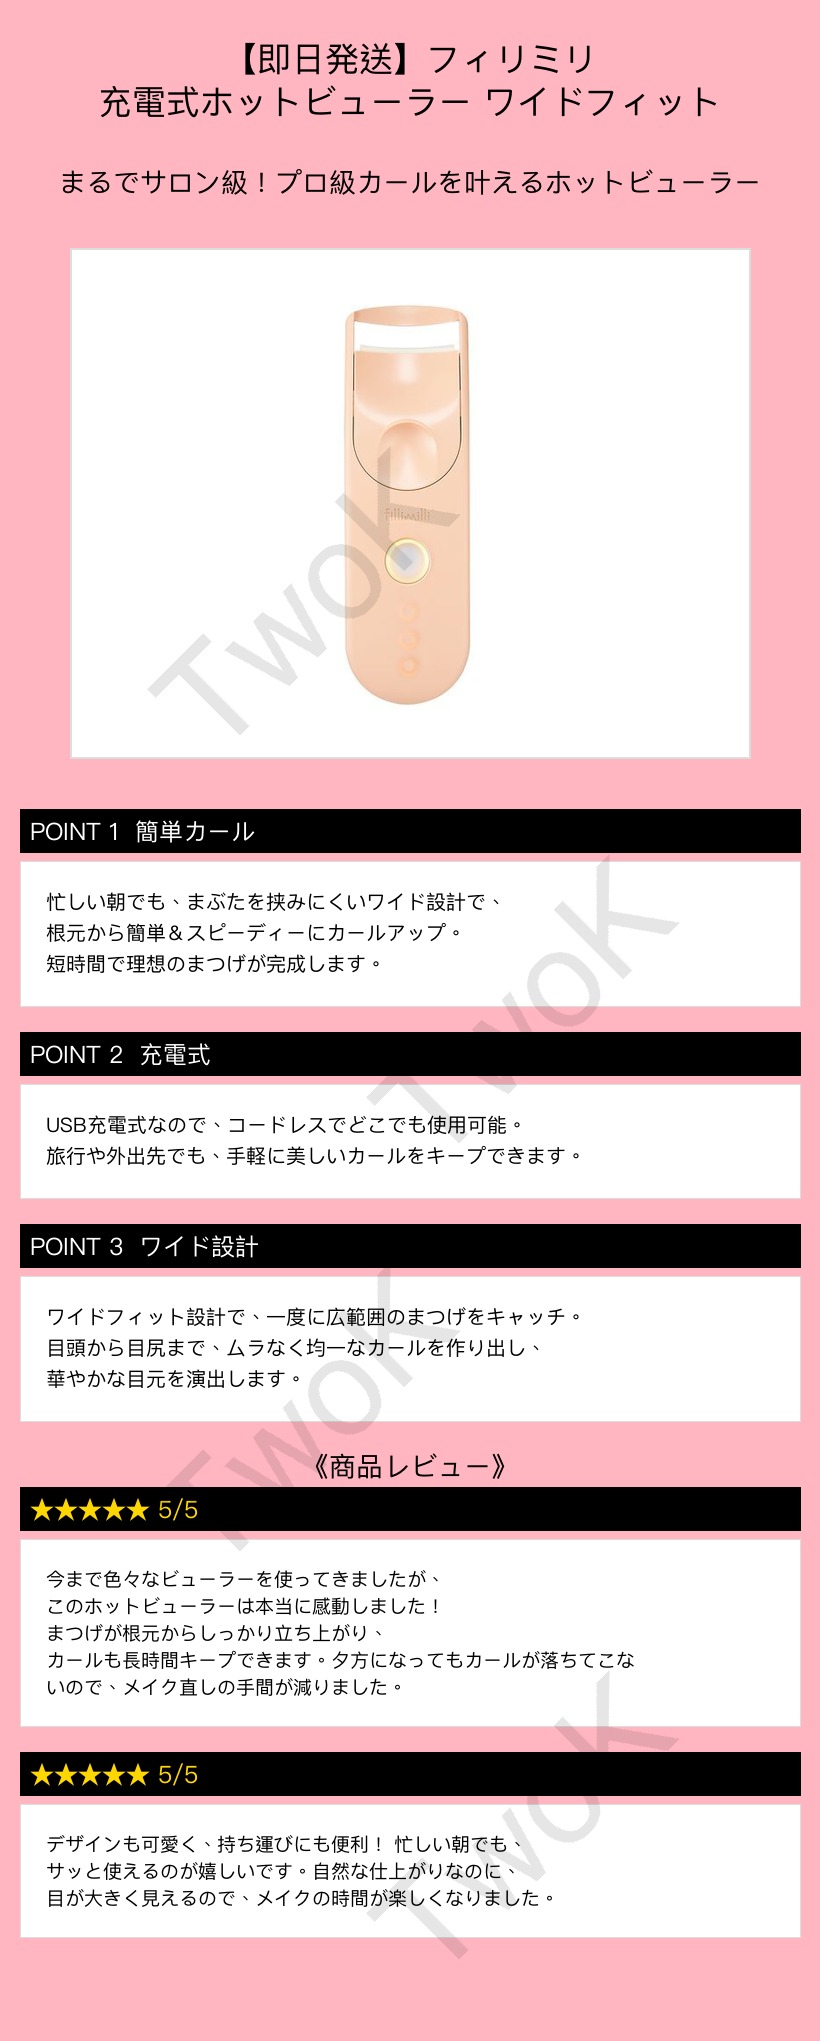 【即日発送】フィリミリ
充電式ホットビューラー ワイドフィット
まるでサロン級！プロ級カールを叶えるホットビューラー
fillimilli
TwoK
POINT 1 簡単カール
忙しい朝でも、まぶたを挟みにくいワイド設計で、
根元から簡単＆スピーディーにカールアップ。
短時間で理想のまつげが完成します。
TwoK
POINT 2 充電式
USB充電式なので、コードレスでどこでも使用可能。
旅行や外出先でも、手軽に美しいカールをキープできます。
POINT 3 ワイド設計
ワイドフィット設計で、一度に広範囲のまつげをキャッチ。
目頭から目尻まで、ムラなく均一なカールを作り出し、
華やかな目元を演出します。
TwoK
《商品レビュー》
★★★★★ 5/5
今まで色々なビューラーを使ってきましたが、
このホットビューラーは本当に感動しました！
まつげが根元からしっかり立ち上がり、
カールも長時間キープできます。夕方になってもカールが落ちてこな
いので、メイク直しの手間が減りました。
★★★★★ 5/5
デザインも可愛く、持ち運びにも便利！ 忙しい朝でも、
サッと使えるのが嬉しいです。自然な仕上がりなのに、
目が大きく見えるので、メイクの時間が楽しくなりました。
TwoK